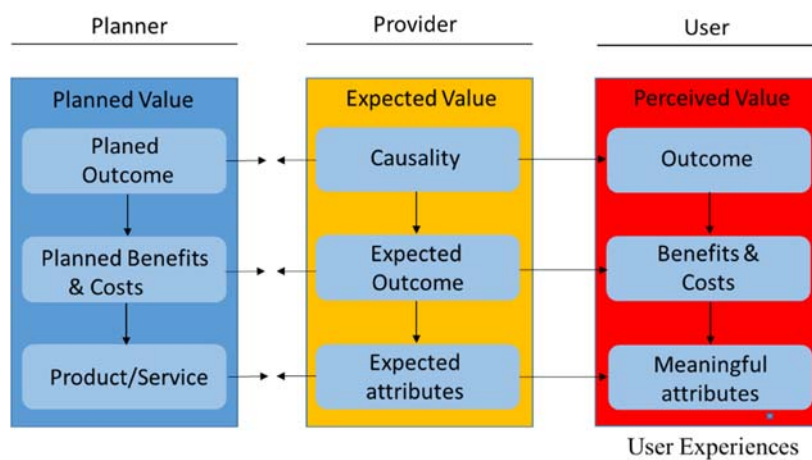 Planner
Provider
User
Planned Value
Planed
Outcome
Planned Benefits
& Costs
Product/Service
Expected Value
Causality
Expected
Outcome
Expected
attributes
Perceived Value
Outcome
Benefits &
Costs
Meaningful
attributes
User Experiences